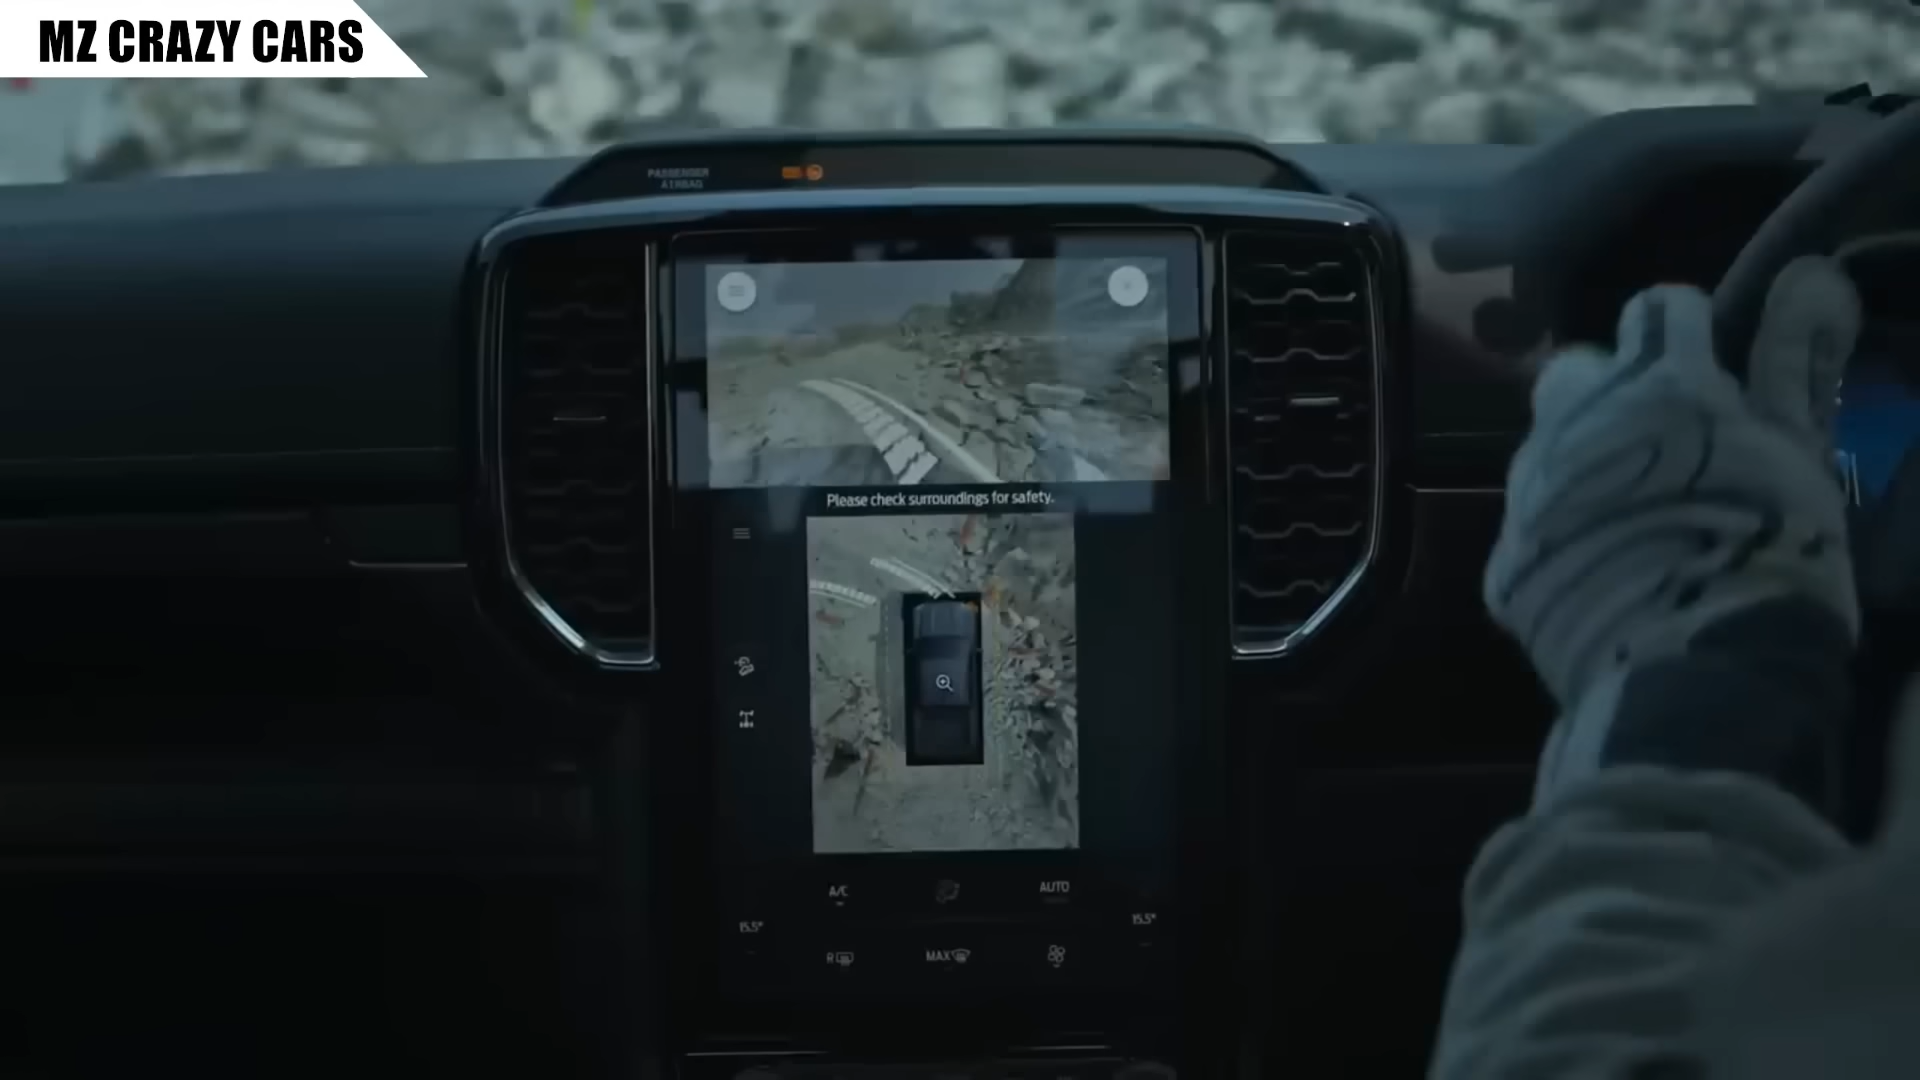 MZ CRAZY CARS
PASSENGER
AIRBAG
Please check surroundings for safety.
A/C
AUTO
15.5°
15.5°
R
MAX